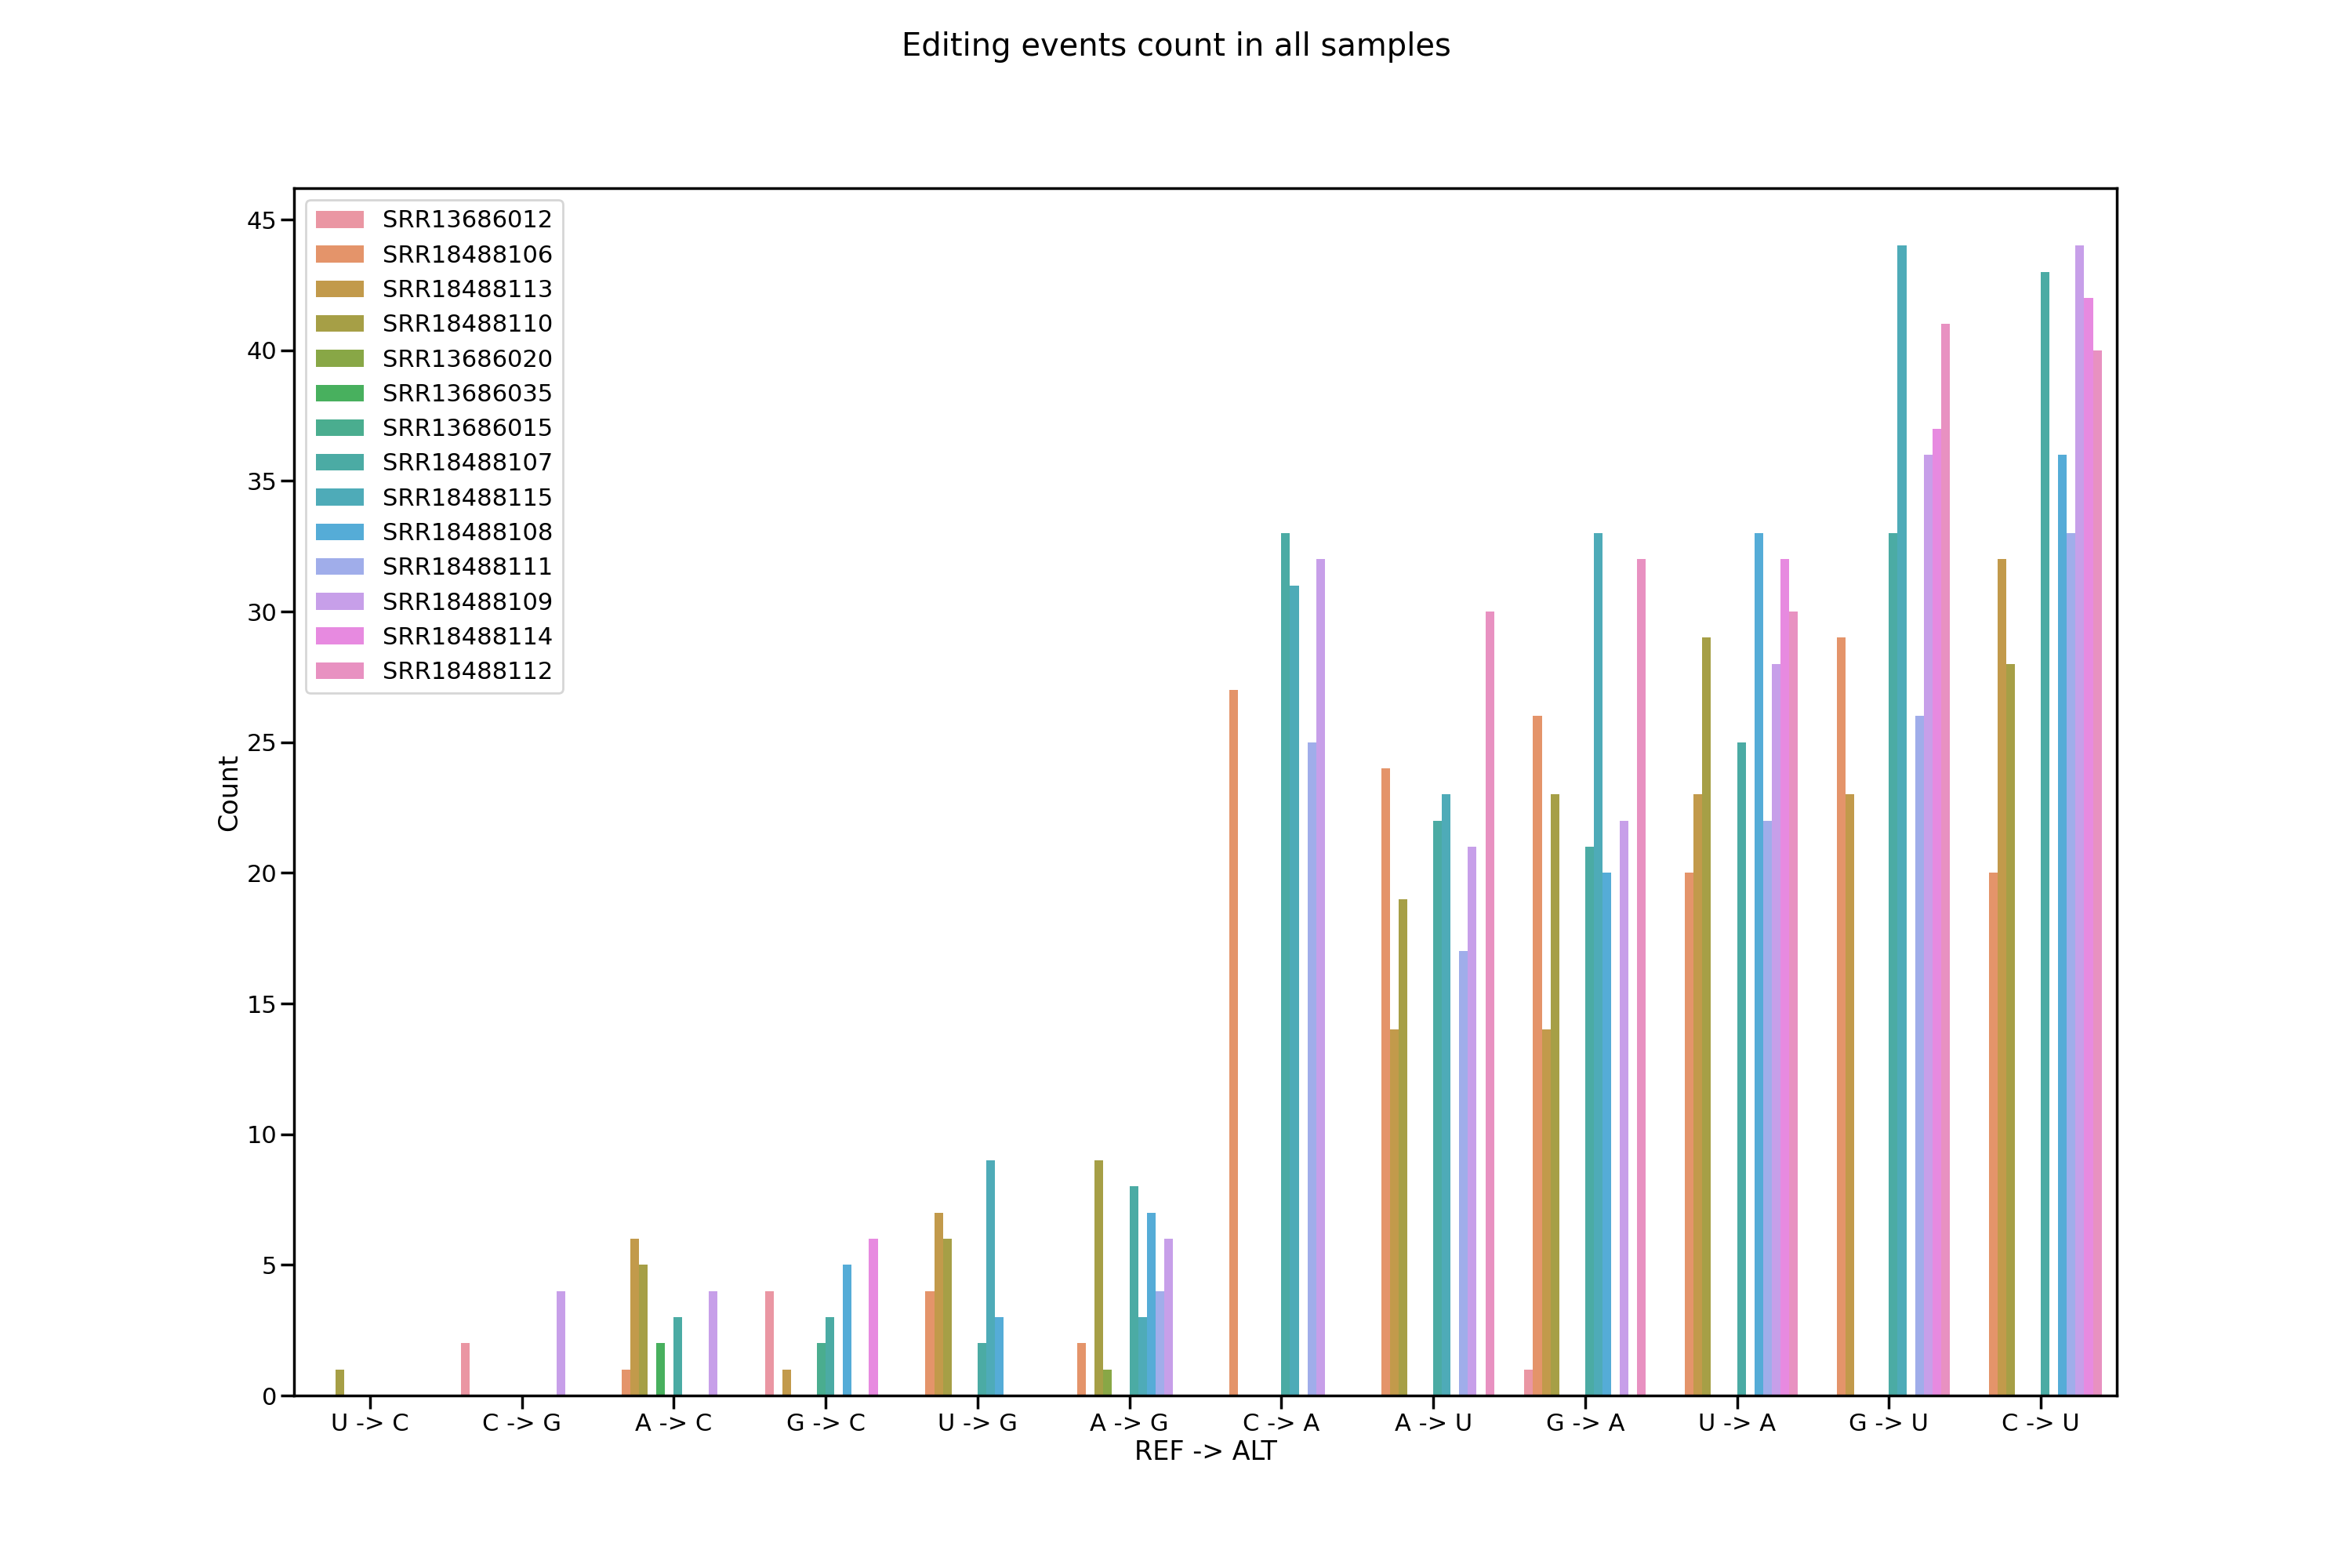 Editing events count in all samples
45
40
35
30
25
20
15
10
5
0
Count
SRR13686012
SRR18488106
SRR18488113
SRR18488110
SRR13686020
SRR13686035
SRR13686015
SRR18488107
SRR18488115
SRR18488108
SRR18488111
SRR18488109
SRR18488114
SRR18488112
U -> C C -> G A -> C G -> C U -> G A -> G C -> A A -> U G -> A U -> A G -> U C -> U
REF -> ALT